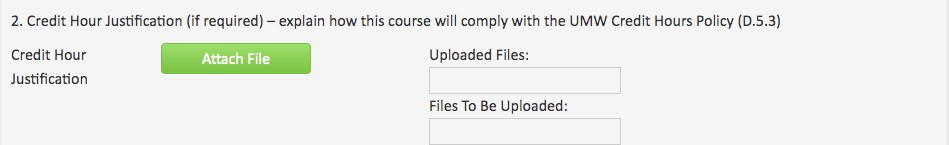 2. Credit Hour Justification (if required) – explain how this course will comply with the UMW Credit Hours Policy (D.5.3)
Credit Hour
Justification
Attach File
Uploaded Files:
Files To Be Uploaded: